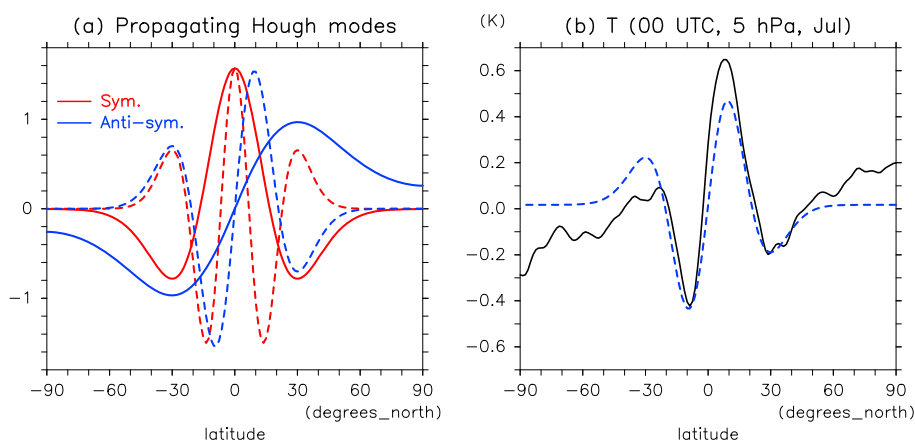 (a) Propagating Hough modes
Sym.
Anti-sym.
1
0
−1
−90 −60 −30 0 30 60 90
(degrees_north)
latitude
(K)
(b) T (00 UTC, 5 hPa, Jul)
0.6
0.4
0.2
0.0
−0.2
−0.4
−0.6
−90 −60 −30 0 30 60 90
(degrees_north)
latitude